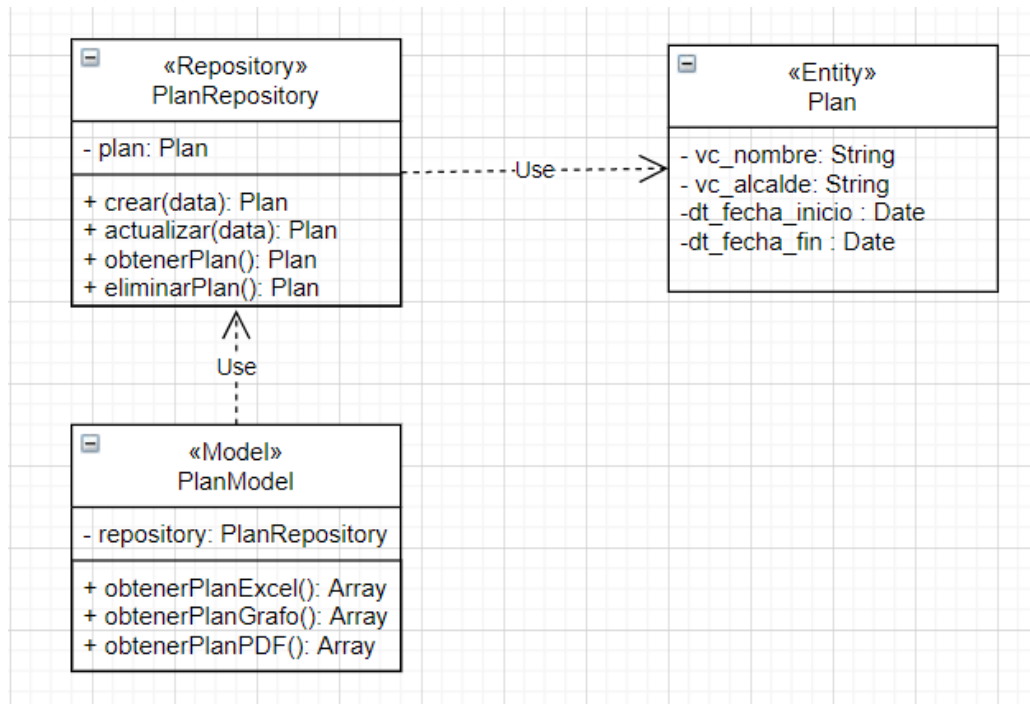 «Repository»
PlanRepository
- plan: Plan
+ crear(data): Plan
+ actualizar(data): Plan
+ obtenerPlan(): Plan
+ eliminarPlan(): Plan
Use
«Entity»
Plan
- vc_nombre: String
- vc_alcalde: String
-dt_fecha_inicio : Date
-dt_fecha_fin : Date
Use
«Model»
PlanModel
- repository: PlanRepository
+ obtenerPlanExcel(): Array
+ obtenerPlanGrafo(): Array
+ obtenerPlanPDF(): Array